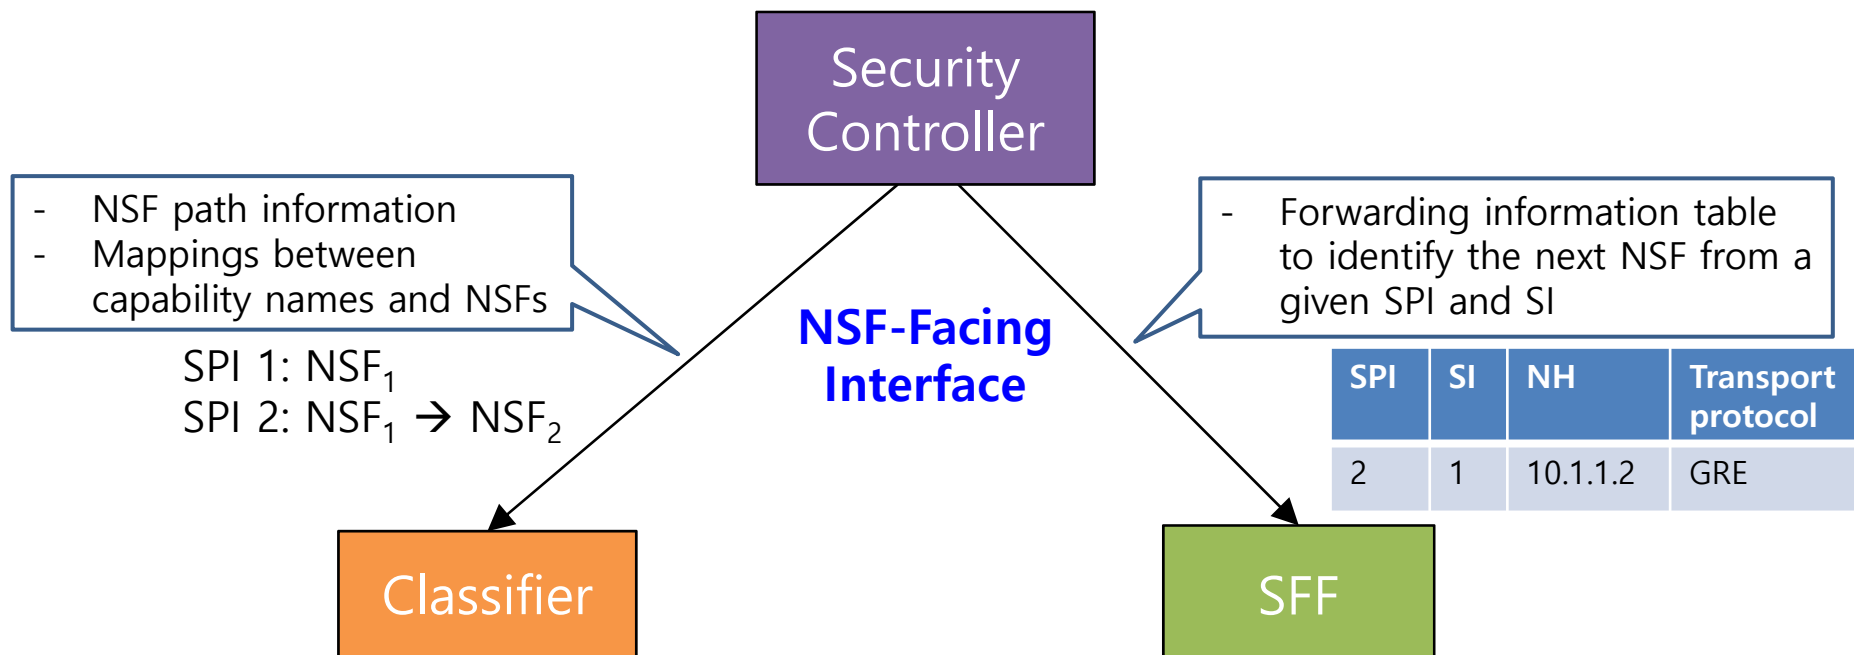 Security
Controller
- NSF path information
- Mappings between
capability names and NSFs
- Forwarding information table
to identify the next NSF from a
given SPI and SI
NSF-Facing
Interface
SPI 1: NSF₁
SPI 2: NSF₁ → NSF₂
SPI SI NH Transport
protocol
2 1 10.1.1.2 GRE
Classifier
SFF